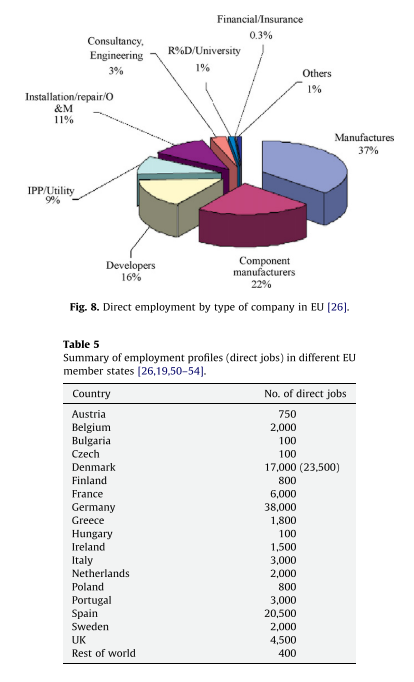 Financial/Insurance
0.3%
Consultancy,
Engineering
3%
R%D/University
1%
Others
1%
Installation/repair/O
&M
11%
Manufactures
37%
IPP/Utility
9%
Developers
16%
Component
manufacturers
22%
Fig. 8. Direct employment by type of company in EU [26].
Table 5
Summary of employment profiles (direct jobs) in different EU
member states [26,19,50–54].
Country No. of direct jobs
Austria 750
Belgium 2,000
Bulgaria 100
Czech 100
Denmark 17,000 (23,500)
Finland 800
France 6,000
Germany 38,000
Greece 1,800
Hungary 100
Ireland 1,500
Italy 3,000
Netherlands 2,000
Poland 800
Portugal 3,000
Spain 20,500
Sweden 2,000
UK 4,500
Rest of world 400